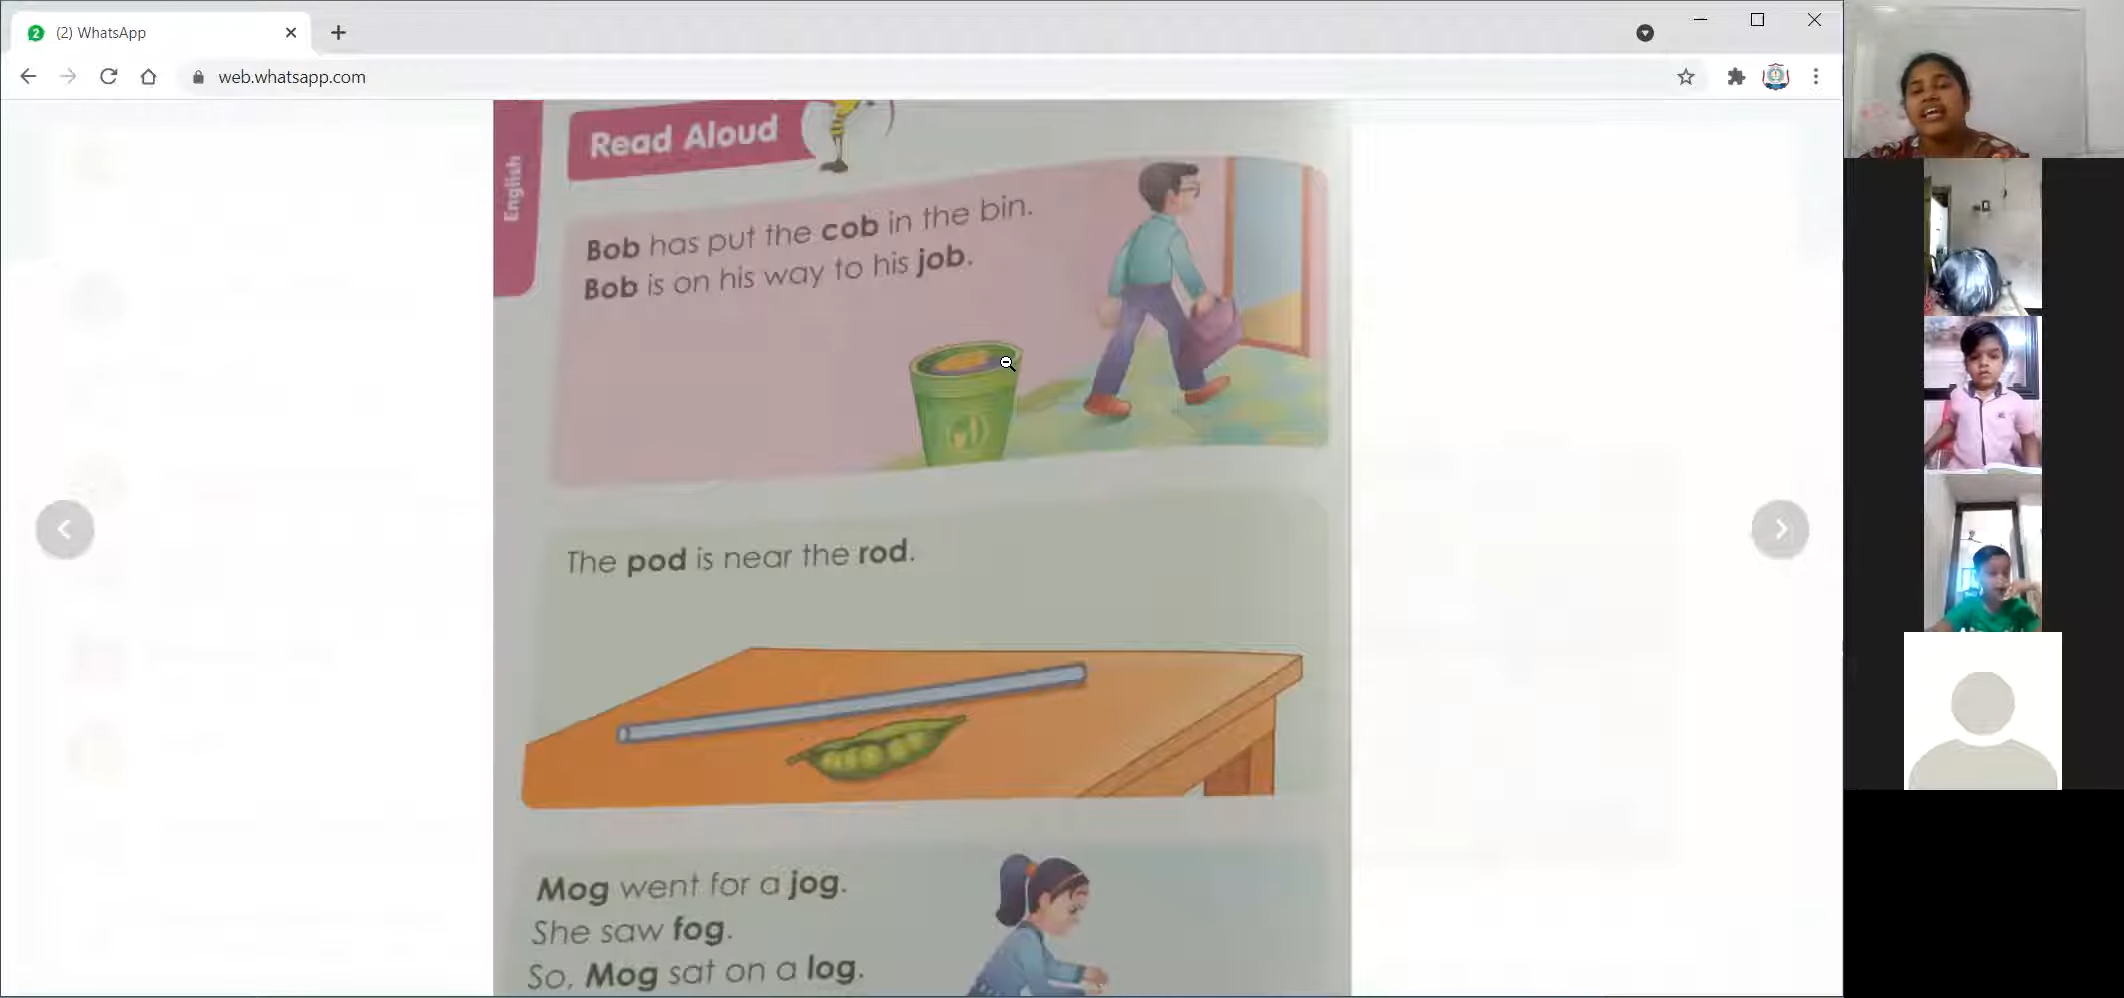 2
(2) WhatsApp
web.whatsapp.com
English
Read Aloud
Bob has put the cob in the bin.
Bob is on his way to his job.
The pod is near the rod.
Mog went for a jog.
She saw fog.
So, Mog sat on a log.